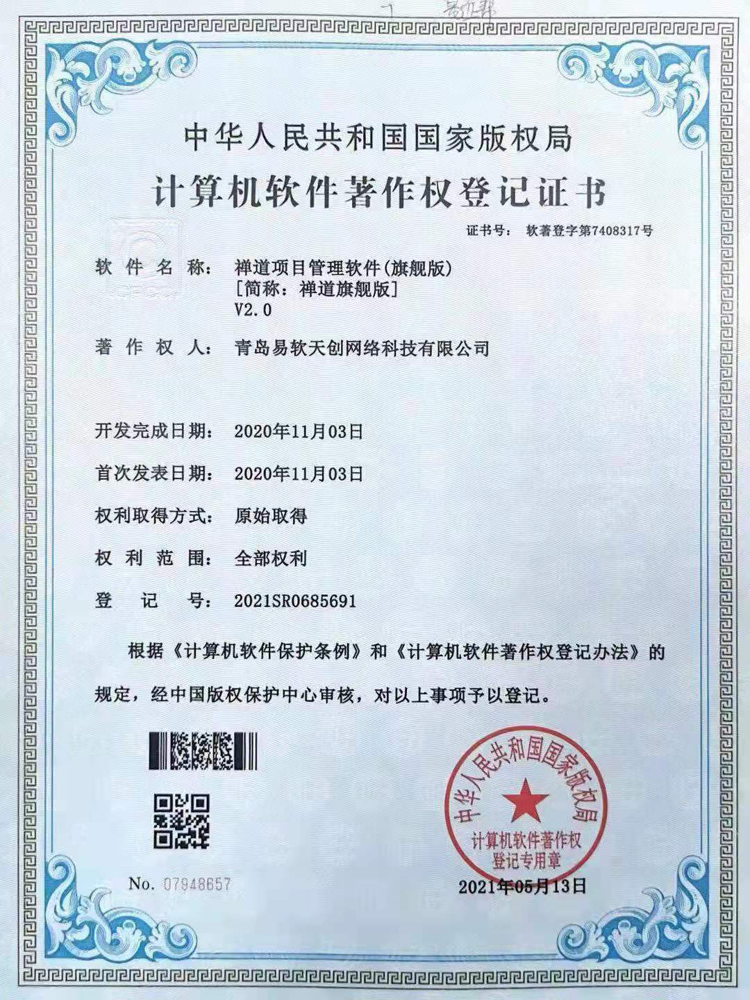 中华人民共和国国家版权局
计算机软件著作权登记证书
证书号： 软著登字第7408317号
软件名称： 禅道项目管理软件(旗舰版)
[简称：禅道旗舰版]
V2.0
著作权人： 青岛易软天创网络科技有限公司
开发完成日期： 2020年11月03日
首次发表日期： 2020年11月03日
权利取得方式： 原始取得
权利范围： 全部权利
登记号： 2021SR0685691
根据《计算机软件保护条例》和《计算机软件著作权登记办法》的
规定，经中国版权保护中心审核，对以上事项予以登记。
中华人民共和国国家版权局
计算机软件著作权
登记专用章
No. 07948657
2021年05月13日